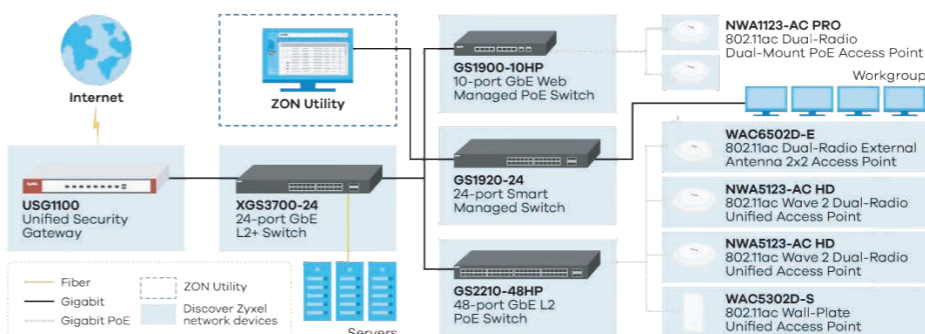 Internet
ZON Utility
GS1900-10HP
10-port GbE Web
Managed PoE Switch
NWA1123-AC PRO
802.11ac Dual-Radio
Dual-Mount PoE Access Point
Workgroup
USG1100
Unified Security
Gateway
XGS3700-24
24-port GbE
L2+ Switch
GS1920-24
24-port Smart
Managed Switch
WAC6502D-E
802.11ac Dual-Radio External
Antenna 2x2 Access Point
NWA5123-AC HD
802.11ac Wave 2 Dual-Radio
Unified Access Point
GS2210-48HP
48-port GbE L2
PoE Switch
NWA5123-AC HD
802.11ac Wave 2 Dual-Radio
Unified Access Point
WAC5302D-S
802.11ac Wall-Plate
Unified Access Point
Servers
Fiber
Gigabit
Gigabit PoE
ZON Utility
Discover Zyxel
network devices